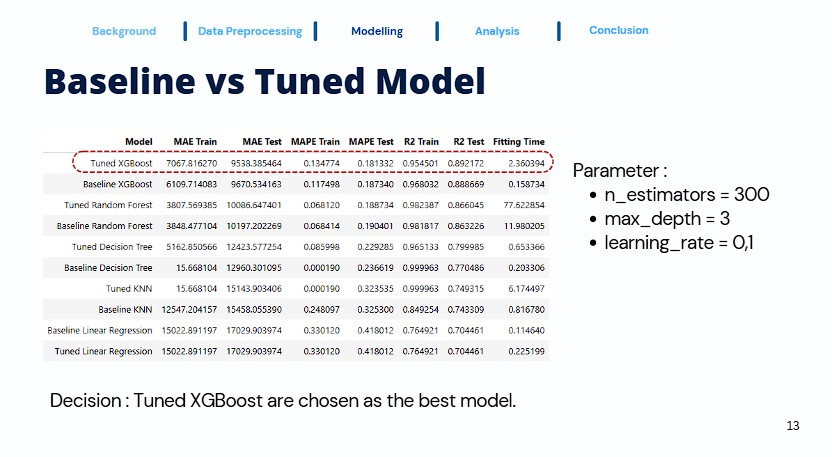 Background | Data Preprocessing | Modelling | Analysis | Conclusion
Baseline vs Tuned Model
Model MAE Train MAE Test MAPE Train MAPE Test R2 Train R2 Test Fitting Time
Tuned XGBoost 7067.816270 9538.385464 0.134774 0.181332 0.954501 0.892172 2.360394
Baseline XGBoost 6109.714083 9670.534163 0.117498 0.187340 0.968032 0.888669 0.158734
Tuned Random Forest 3807.569385 10086.647401 0.068120 0.188734 0.982387 0.866045 77.622854
Baseline Random Forest 3848.477104 10197.202269 0.068414 0.190401 0.981817 0.863226 11.980205
Tuned Decision Tree 5162.850566 12423.577254 0.085998 0.229285 0.965133 0.799985 0.653366
Baseline Decision Tree 15.668104 12960.301095 0.000190 0.236619 0.999963 0.770486 0.203306
Tuned KNN 15.668104 15143.903406 0.000190 0.323535 0.999963 0.749315 6.174497
Baseline KNN 12547.204157 15458.055390 0.248097 0.325300 0.849254 0.743309 0.816780
Baseline Linear Regression 15022.891197 17029.903974 0.330120 0.418012 0.764921 0.704461 0.114640
Tuned Linear Regression 15022.891197 17029.903974 0.330120 0.418012 0.764921 0.704461 0.225199
Parameter :
• n_estimators = 300
• max_depth = 3
• learning_rate = 0,1
Decision : Tuned XGBoost are chosen as the best model.
13